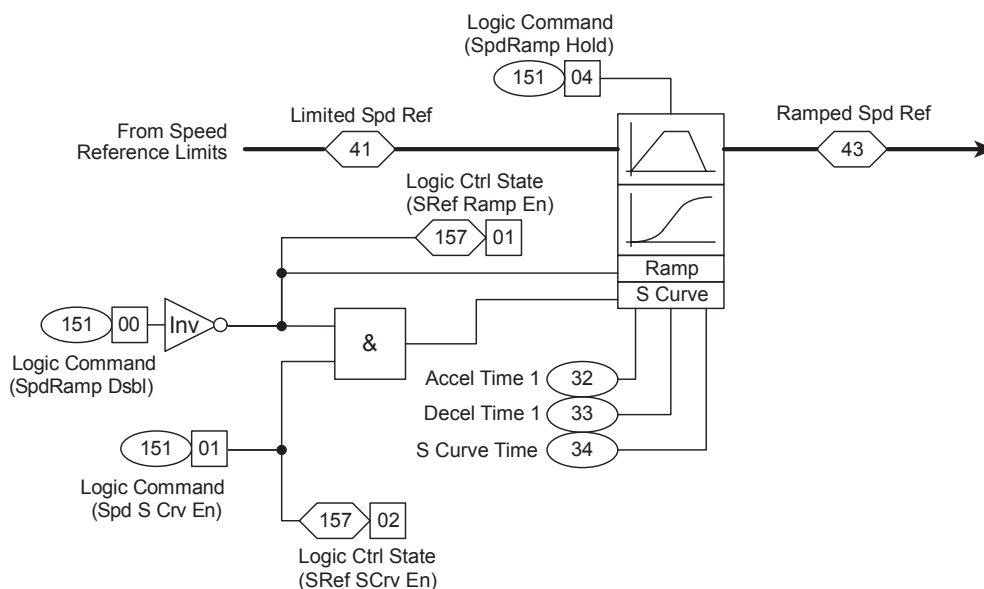 Logic Command
(SpdRamp Hold)
151 04
Limited Spd Ref
Ramped Spd Ref
From Speed
Reference Limits
41
43
Logic Ctrl State
(SRef Ramp En)
157 01
Ramp
S Curve
151 00 Inv
&
Logic Command
(SpdRamp Dsbl)
Accel Time 1 32
Decel Time 1 33
S Curve Time 34
151 01
Logic Command
(Spd S Crv En)
157 02
Logic Ctrl State
(SRef SCrv En)